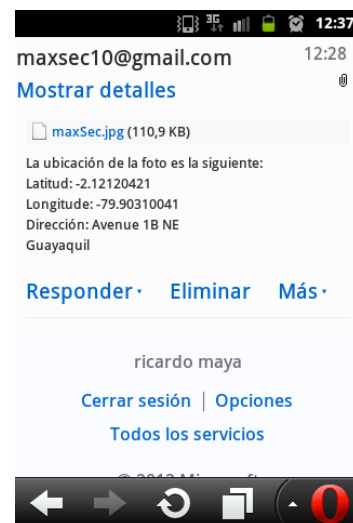 3G 12:37
maxsec10@gmail.com 12:28
Mostrar detalles
maxSec.jpg (110,9 KB)
La ubicación de la foto es la siguiente:
Latitud: -2.12120421
Longitude: -79.90310041
Dirección: Avenue 1B NE
Guayaquil
Responder Eliminar Más
ricardo maya
Cerrar sesión | Opciones
Todos los servicios